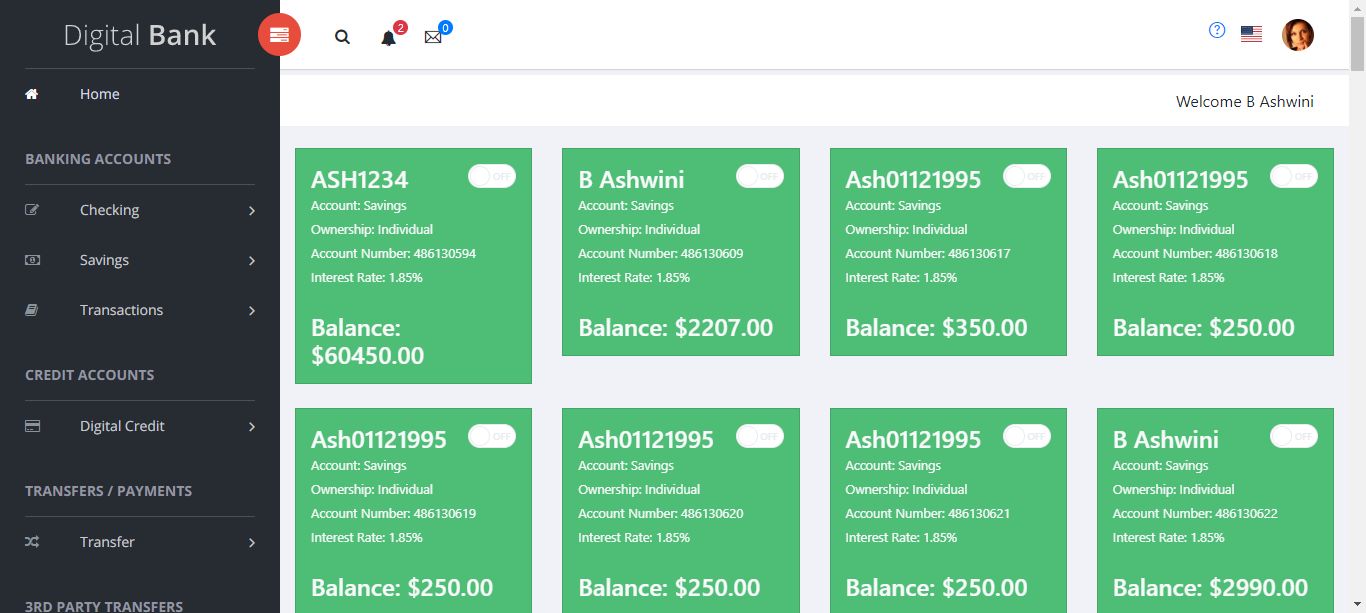 Digital Bank
2
0
Home
Welcome B Ashwini
BANKING ACCOUNTS
Checking
Savings
Transactions
CREDIT ACCOUNTS
Digital Credit
TRANSFERS / PAYMENTS
Transfer
3RD PARTY TRANSFERS
ASH1234
OFF
Account: Savings
Ownership: Individual
Account Number: 486130594
Interest Rate: 1.85%
Balance:
$60450.00
B Ashwini
OFF
Account: Savings
Ownership: Individual
Account Number: 486130609
Interest Rate: 1.85%
Balance: $2207.00
Ash01121995
OFF
Account: Savings
Ownership: Individual
Account Number: 486130617
Interest Rate: 1.85%
Balance: $350.00
Ash01121995
OFF
Account: Savings
Ownership: Individual
Account Number: 486130618
Interest Rate: 1.85%
Balance: $250.00
Ash01121995
OFF
Account: Savings
Ownership: Individual
Account Number: 486130619
Interest Rate: 1.85%
Balance: $250.00
Ash01121995
OFF
Account: Savings
Ownership: Individual
Account Number: 486130620
Interest Rate: 1.85%
Balance: $250.00
Ash01121995
OFF
Account: Savings
Ownership: Individual
Account Number: 486130621
Interest Rate: 1.85%
Balance: $250.00
B Ashwini
OFF
Account: Savings
Ownership: Individual
Account Number: 486130622
Interest Rate: 1.85%
Balance: $2990.00